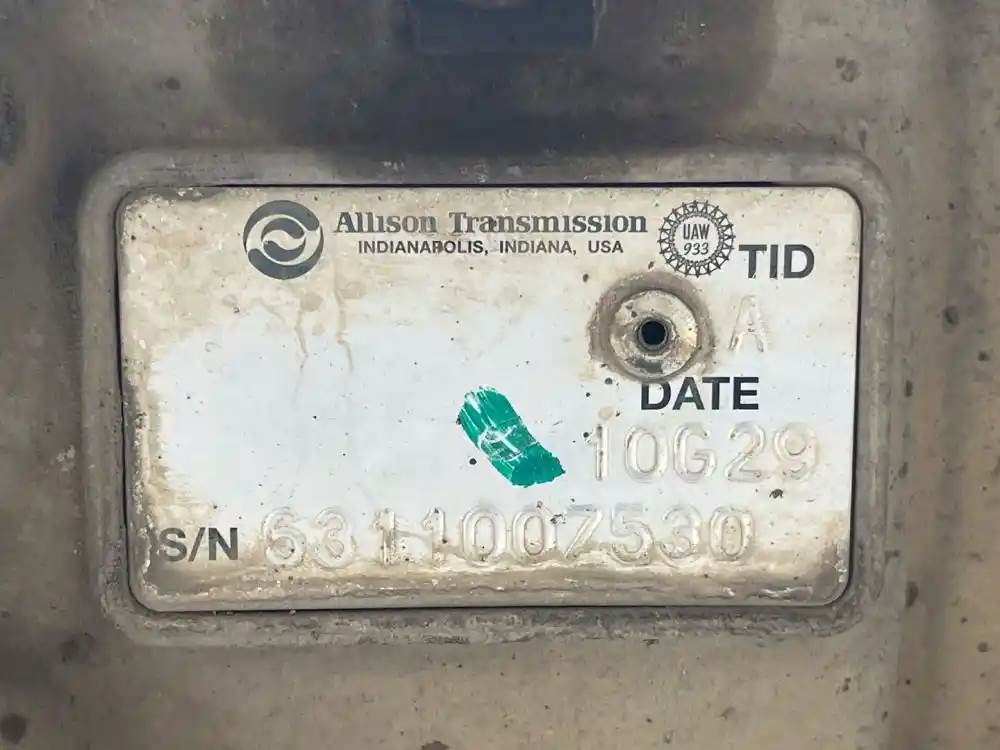 Allison Transmission
INDIANAPOLIS, INDIANA, USA
UAW
933
TID
A
DATE
10G29
S/N 6311007530